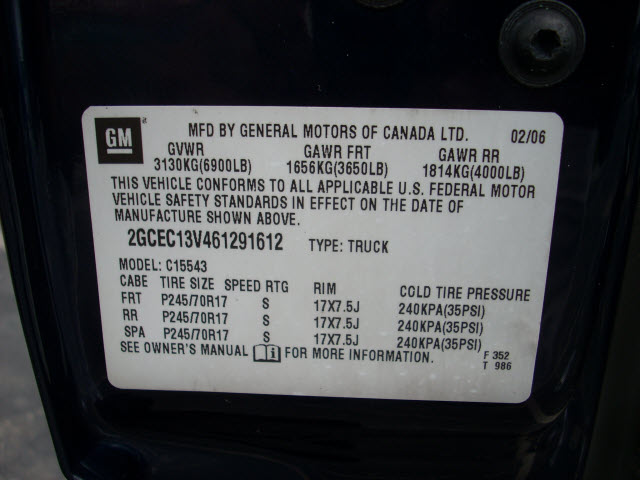 GM
MFD BY GENERAL MOTORS OF CANADA LTD. 02/06
GVWR GAWR FRT GAWR RR
3130KG(6900LB) 1656KG(3650LB) 1814KG(4000LB)
THIS VEHICLE CONFORMS TO ALL APPLICABLE U.S. FEDERAL MOTOR
VEHICLE SAFETY STANDARDS IN EFFECT ON THE DATE OF
MANUFACTURE SHOWN ABOVE.
2GCEC13V461291612 TYPE: TRUCK
MODEL: C15543
CABE TIRE SIZE SPEED RTG RIM COLD TIRE PRESSURE
FRT P245/70R17 S 17X7.5J 240KPA(35PSI)
RR P245/70R17 S 17X7.5J 240KPA(35PSI)
SPA P245/70R17 S 17X7.5J 240KPA(35PSI)
SEE OWNER'S MANUAL i FOR MORE INFORMATION.
F 352
T 986